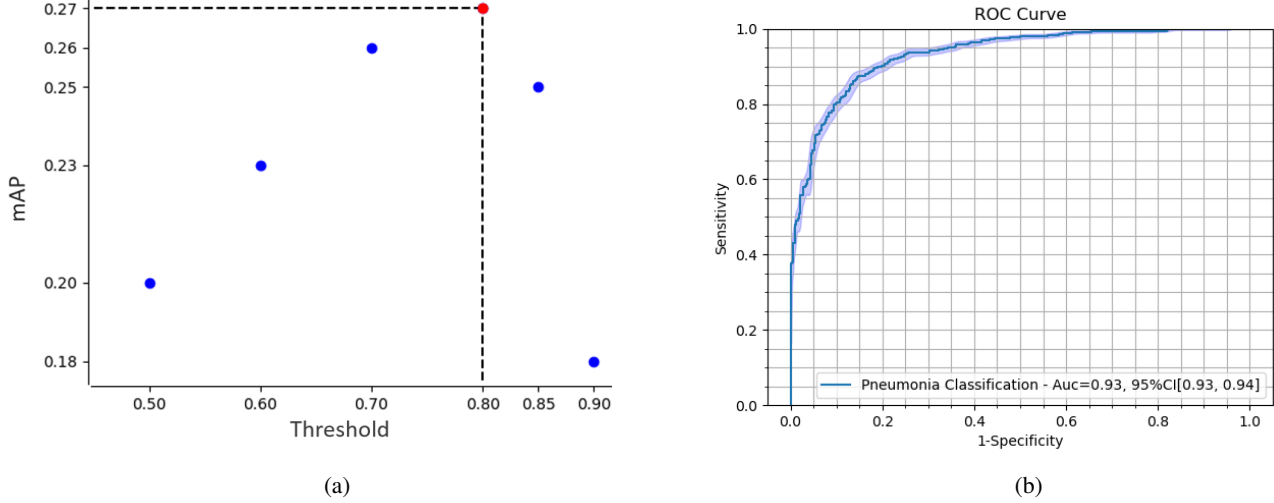 0.27
0.26
0.25
0.23
0.20
0.18
mAP
0.50 0.60 0.70 0.80 0.85 0.90
Threshold
(a)
ROC Curve
1.0
0.8
0.6
0.4
0.2
0.0
Sensitivity
Pneumonia Classification - Auc=0.93, 95%CI[0.93, 0.94]
0.0 0.2 0.4 0.6 0.8 1.0
1-Specificity
(b)